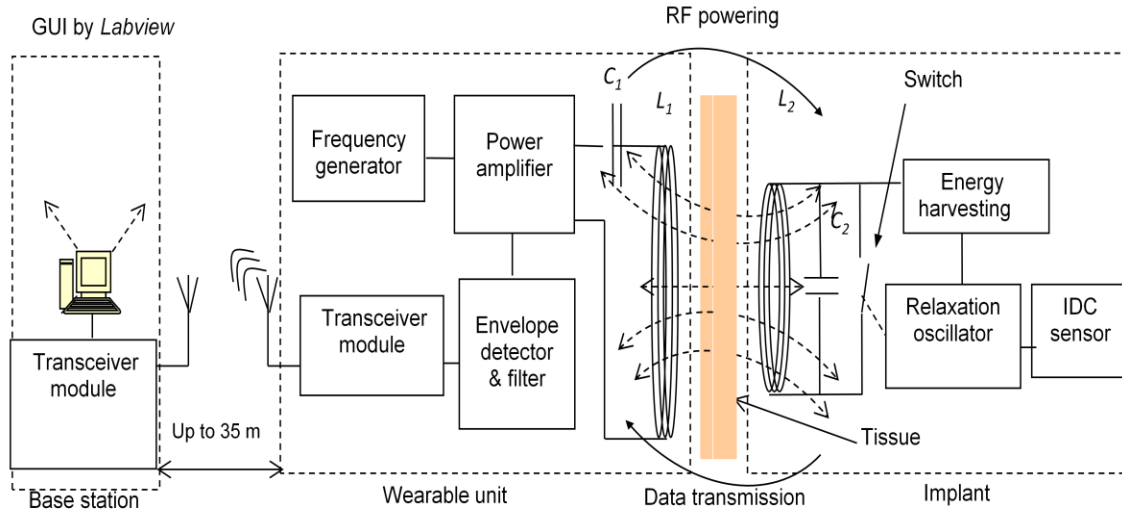 GUI by Labview
RF powering
C1
L1
L2
Switch
Frequency
generator
Power
amplifier
Energy
harvesting
C2
Transceiver
module
Envelope
detector
& filter
Relaxation
oscillator
IDC
sensor
Transceiver
module
Up to 35 m
Tissue
Base station
Wearable unit
Data transmission
Implant